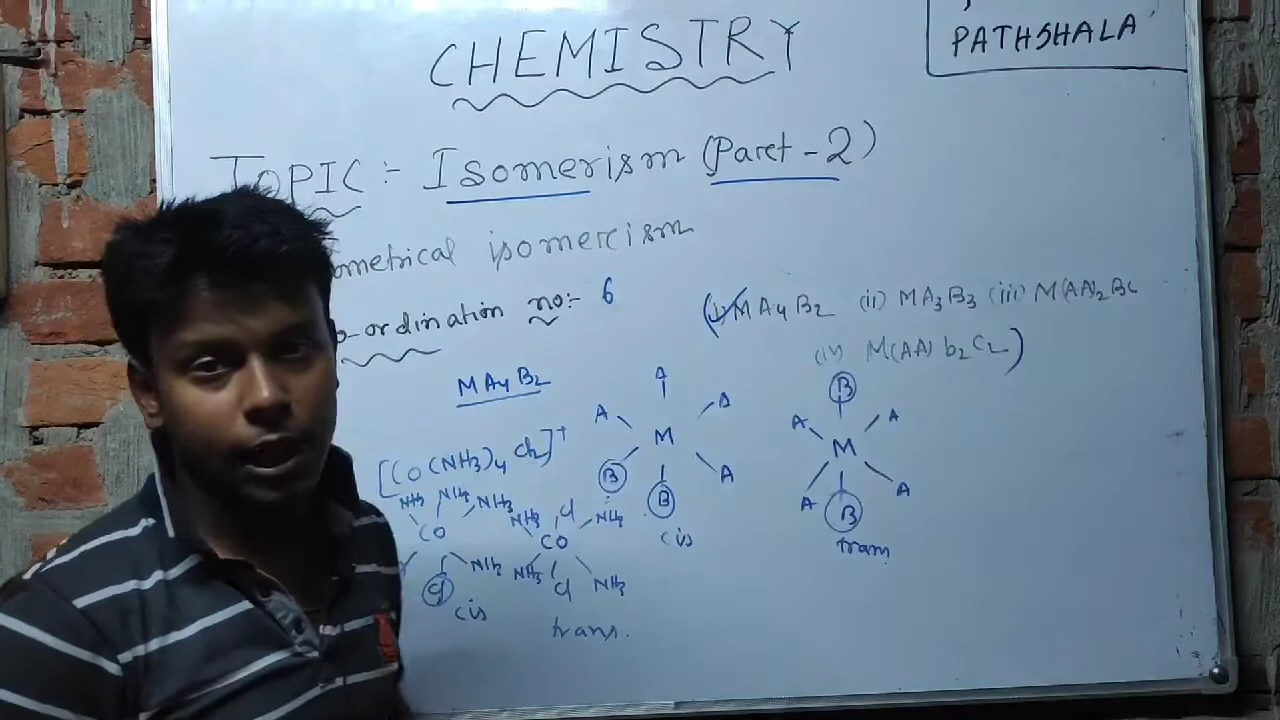 CHEMISTRY
PATHSHALA
TOPIC :- Isomerism (Parct - 2)
ometrical isomercism
o-ordination no:- 6
(i) MA4B2 (ii) MA3B3 (iii) M(AA)2BC
(iv) M(AA) b2C2)
MA4B2
[CO(NH3)4 Cl2]+
A
A A
M
B A
B
cis
B
A A
M
A A
B
trans
NH3 NH3 NH3
CO
NH3
Cl
cis
NH3 Cl NH3
CO
NH3 Cl NH3
trans.